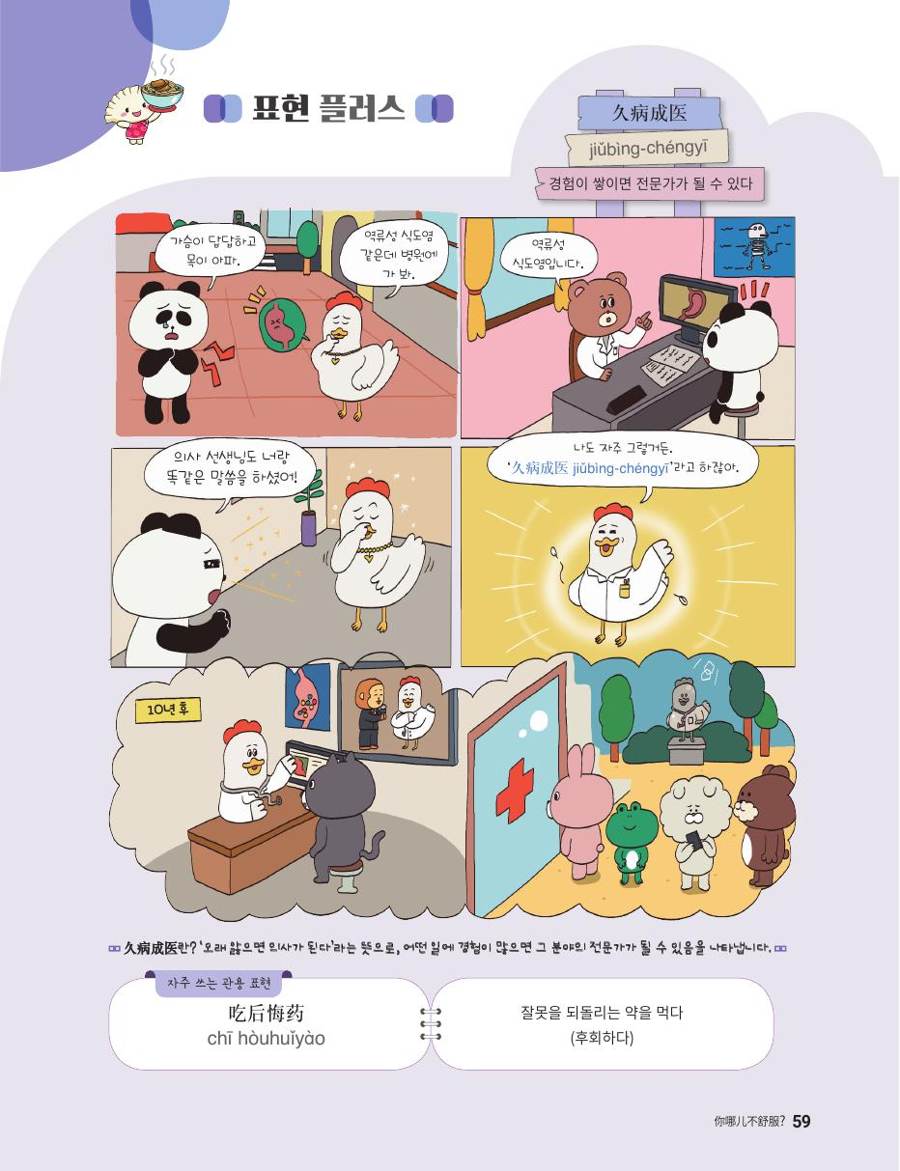 표현 플러스
久病成医
jiǔbìng-chéngyī
경험이 쌓이면 전문가가 될 수 있다
가슴이 답답하고
목이 아파.
역류성 식도염
같은데 병원에
가 봐.
역류성
식도염입니다.
의사 선생님도 너랑
똑같은 말씀을 하셨어!
나도 자주 그렇거든.
‘久病成医 jiǔbìng-chéngyī’라고 하잖아.
10년 후
久病成医란? ‘오래 앓으면 의사가 된다’라는 뜻으로, 어떤 일에 경험이 많으면 그 분야의 전문가가 될 수 있음을 나타냅니다.
자주 쓰는 관용 표현
吃后悔药
chī hòuhuǐyào
잘못을 되돌리는 약을 먹다
(후회하다)
你哪儿不舒服? 59